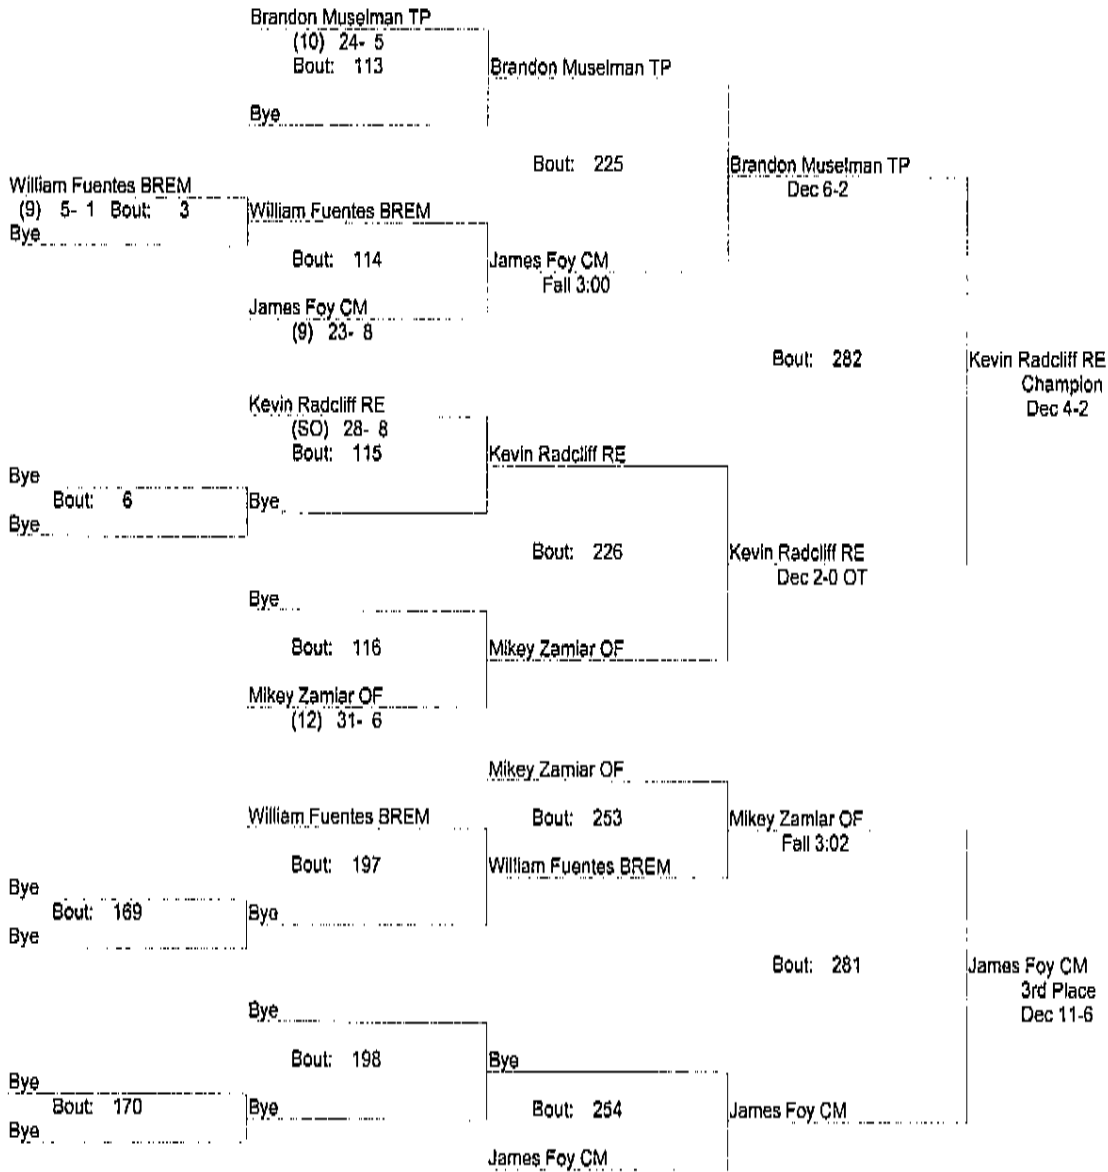 Brandon Muselman TP
(10) 24- 5
Bout: 113
Brandon Muselman TP
Bye
Bout: 225
Brandon Muselman TP
Dec 6-2
William Fuentes BREM
(9) 5- 1 Bout: 3
Bye
William Fuentes BREM
Bout: 114
James Foy CM
Fall 3:00
James Foy CM
(9) 23- 8
Bout: 282
Kevin Radcliff RE
Champion
Dec 4-2
Kevin Radcliff RE
(SO) 28- 8
Bout: 115
Kevin Radcliff RE
Bye
Bout: 6
Bye
Bye
Bout: 226
Kevin Radcliff RE
Dec 2-0 OT
Bye
Bout: 116
Mikey Zamiar OF
Mikey Zamiar OF
(12) 31- 6
Mikey Zamiar OF
William Fuentes BREM
Bout: 253
Mikey Zamiar OF
Fall 3:02
Bout: 197
William Fuentes BREM
Bye
Bout: 169
Bye
Bye
Bout: 281
James Foy CM
3rd Place
Dec 11-6
Bye
Bout: 198
Bye
Bye
Bout: 170
Bye
Bye
Bout: 254
James Foy CM
James Foy CM